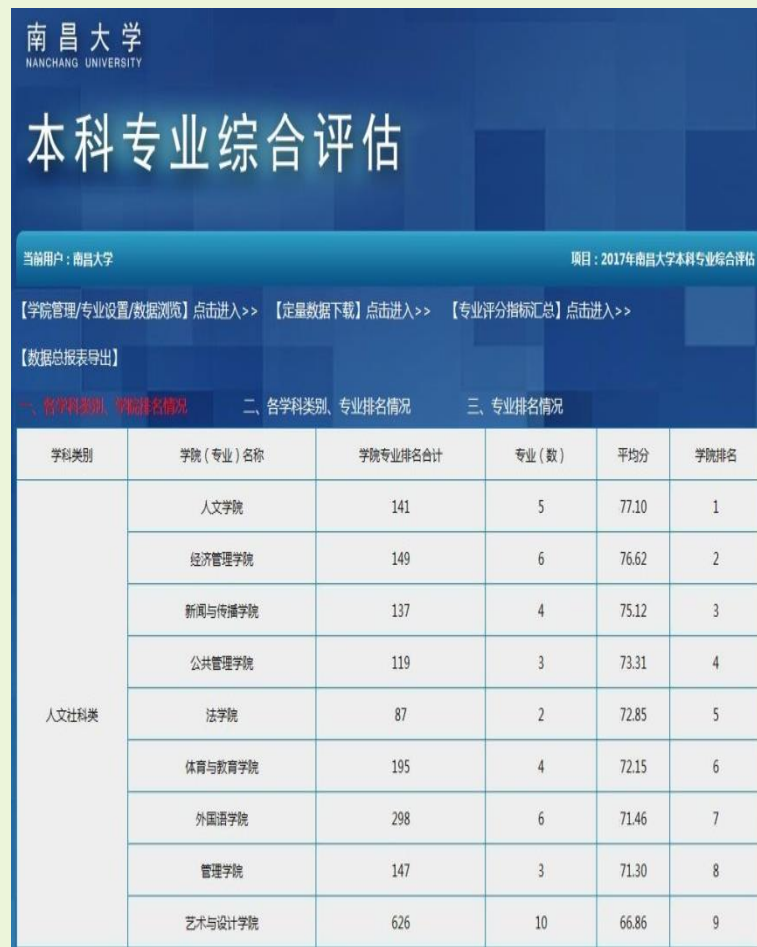 南昌大学
NANCHANG UNIVERSITY
本科专业综合评估
当前用户：南昌大学 项目：2017年南昌大学本科专业综合评估
【学院管理/专业设置/数据浏览】点击进入>> 【定量数据下载】点击进入>> 【专业评分指标汇总】点击进入>>
【数据总报表导出】
一、各学科类别、学院排名情况 二、各学科类别、专业排名情况 三、专业排名情况
学科类别 学院（专业）名称 学院专业排名合计 专业（数） 平均分 学院排名
人文学院 141 5 77.10 1
经济管理学院 149 6 76.62 2
新闻与传播学院 137 4 75.12 3
公共管理学院 119 3 73.31 4
人文社科类 法学院 87 2 72.85 5
体育与教育学院 195 4 72.15 6
外国语学院 298 6 71.46 7
管理学院 147 3 71.30 8
艺术与设计学院 626 10 66.86 9